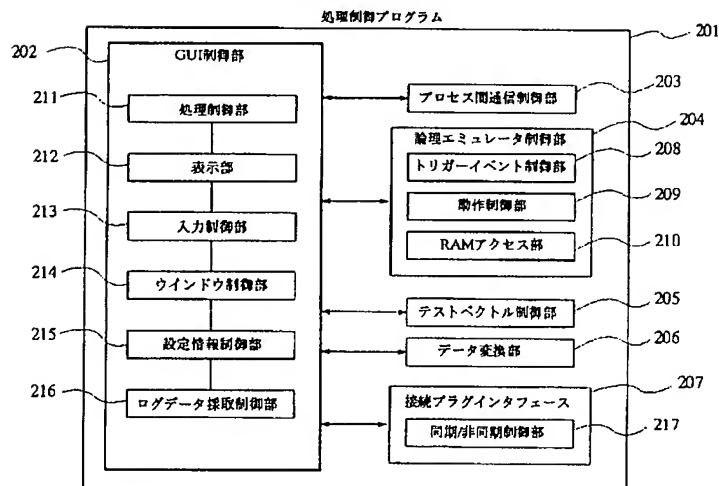 処理制御プログラム
201
202
GUI制御部
211
処理制御部
212
表示部
213
入力制御部
214
ウインドウ制御部
215
設定情報制御部
216
ログデータ採取制御部
プロセス間通信制御部
203
204
論理エミュレータ制御部
トリガーイベント制御部
208
動作制御部
209
RAMアクセス部
210
テストベクトル制御部
205
データ変換部
206
207
接続プラグインタフェース
同期/非同期制御部
217